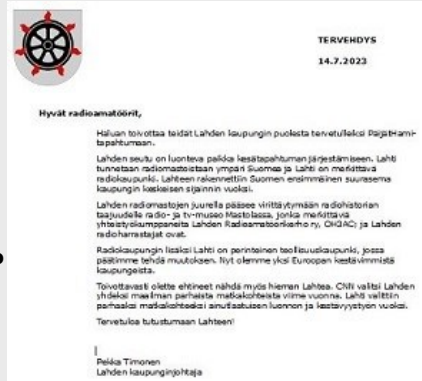 TERVEHDYS
14.7.2023
Hyvät radioamatöörit,
Haluan toivottaa teidät Lahden kaupungin puolesta tervetulleiksi PäijätHami-
tapahtumaan.
Lahden seutu on luonteva paikka kesätapahtuman järjestämiseen. Lahti
tunnetaan radiomastoistaan ympäri Suomea ja Lahti on merkittävä
radiokaupunki. Lahteen rakennettiin Suomen ensimmäinen suurasema
kaupungin keskeisen sijainnin vuoksi.
Lahden radiomastojen juurella pääsee virittäytymään radiohistorian
taajuudelle radio- ja tv-museo Mastolassa, jonka merkittävä
yhteistyökumppaneita Lahden Radioamatöörikerho ry, OH3AC; ja Lahden
radioharrastajat ovat.
Radiokaupungin lisäksi Lahti on perinteinen teollisuuskaupunki, jossa
päätimme tehdä muutoksen. Nyt olemme yksi Euroopan kestävimmistä
kaupungeista.
Toivottavasti olette ehtineet nähdä myös hieman Lahtea. CNN valitsi Lahden
yhdeksi maailman parhaista matkakohteista viime vuonna. Lahti valittiin
parhaaksi matkakohteeksi ainutlaatuisen luonnon ja kestävyystyön vuoksi.
Tervetuloa tutustumaan Lahteen!
Pekka Timonen
Lahden kaupunginjohtaja